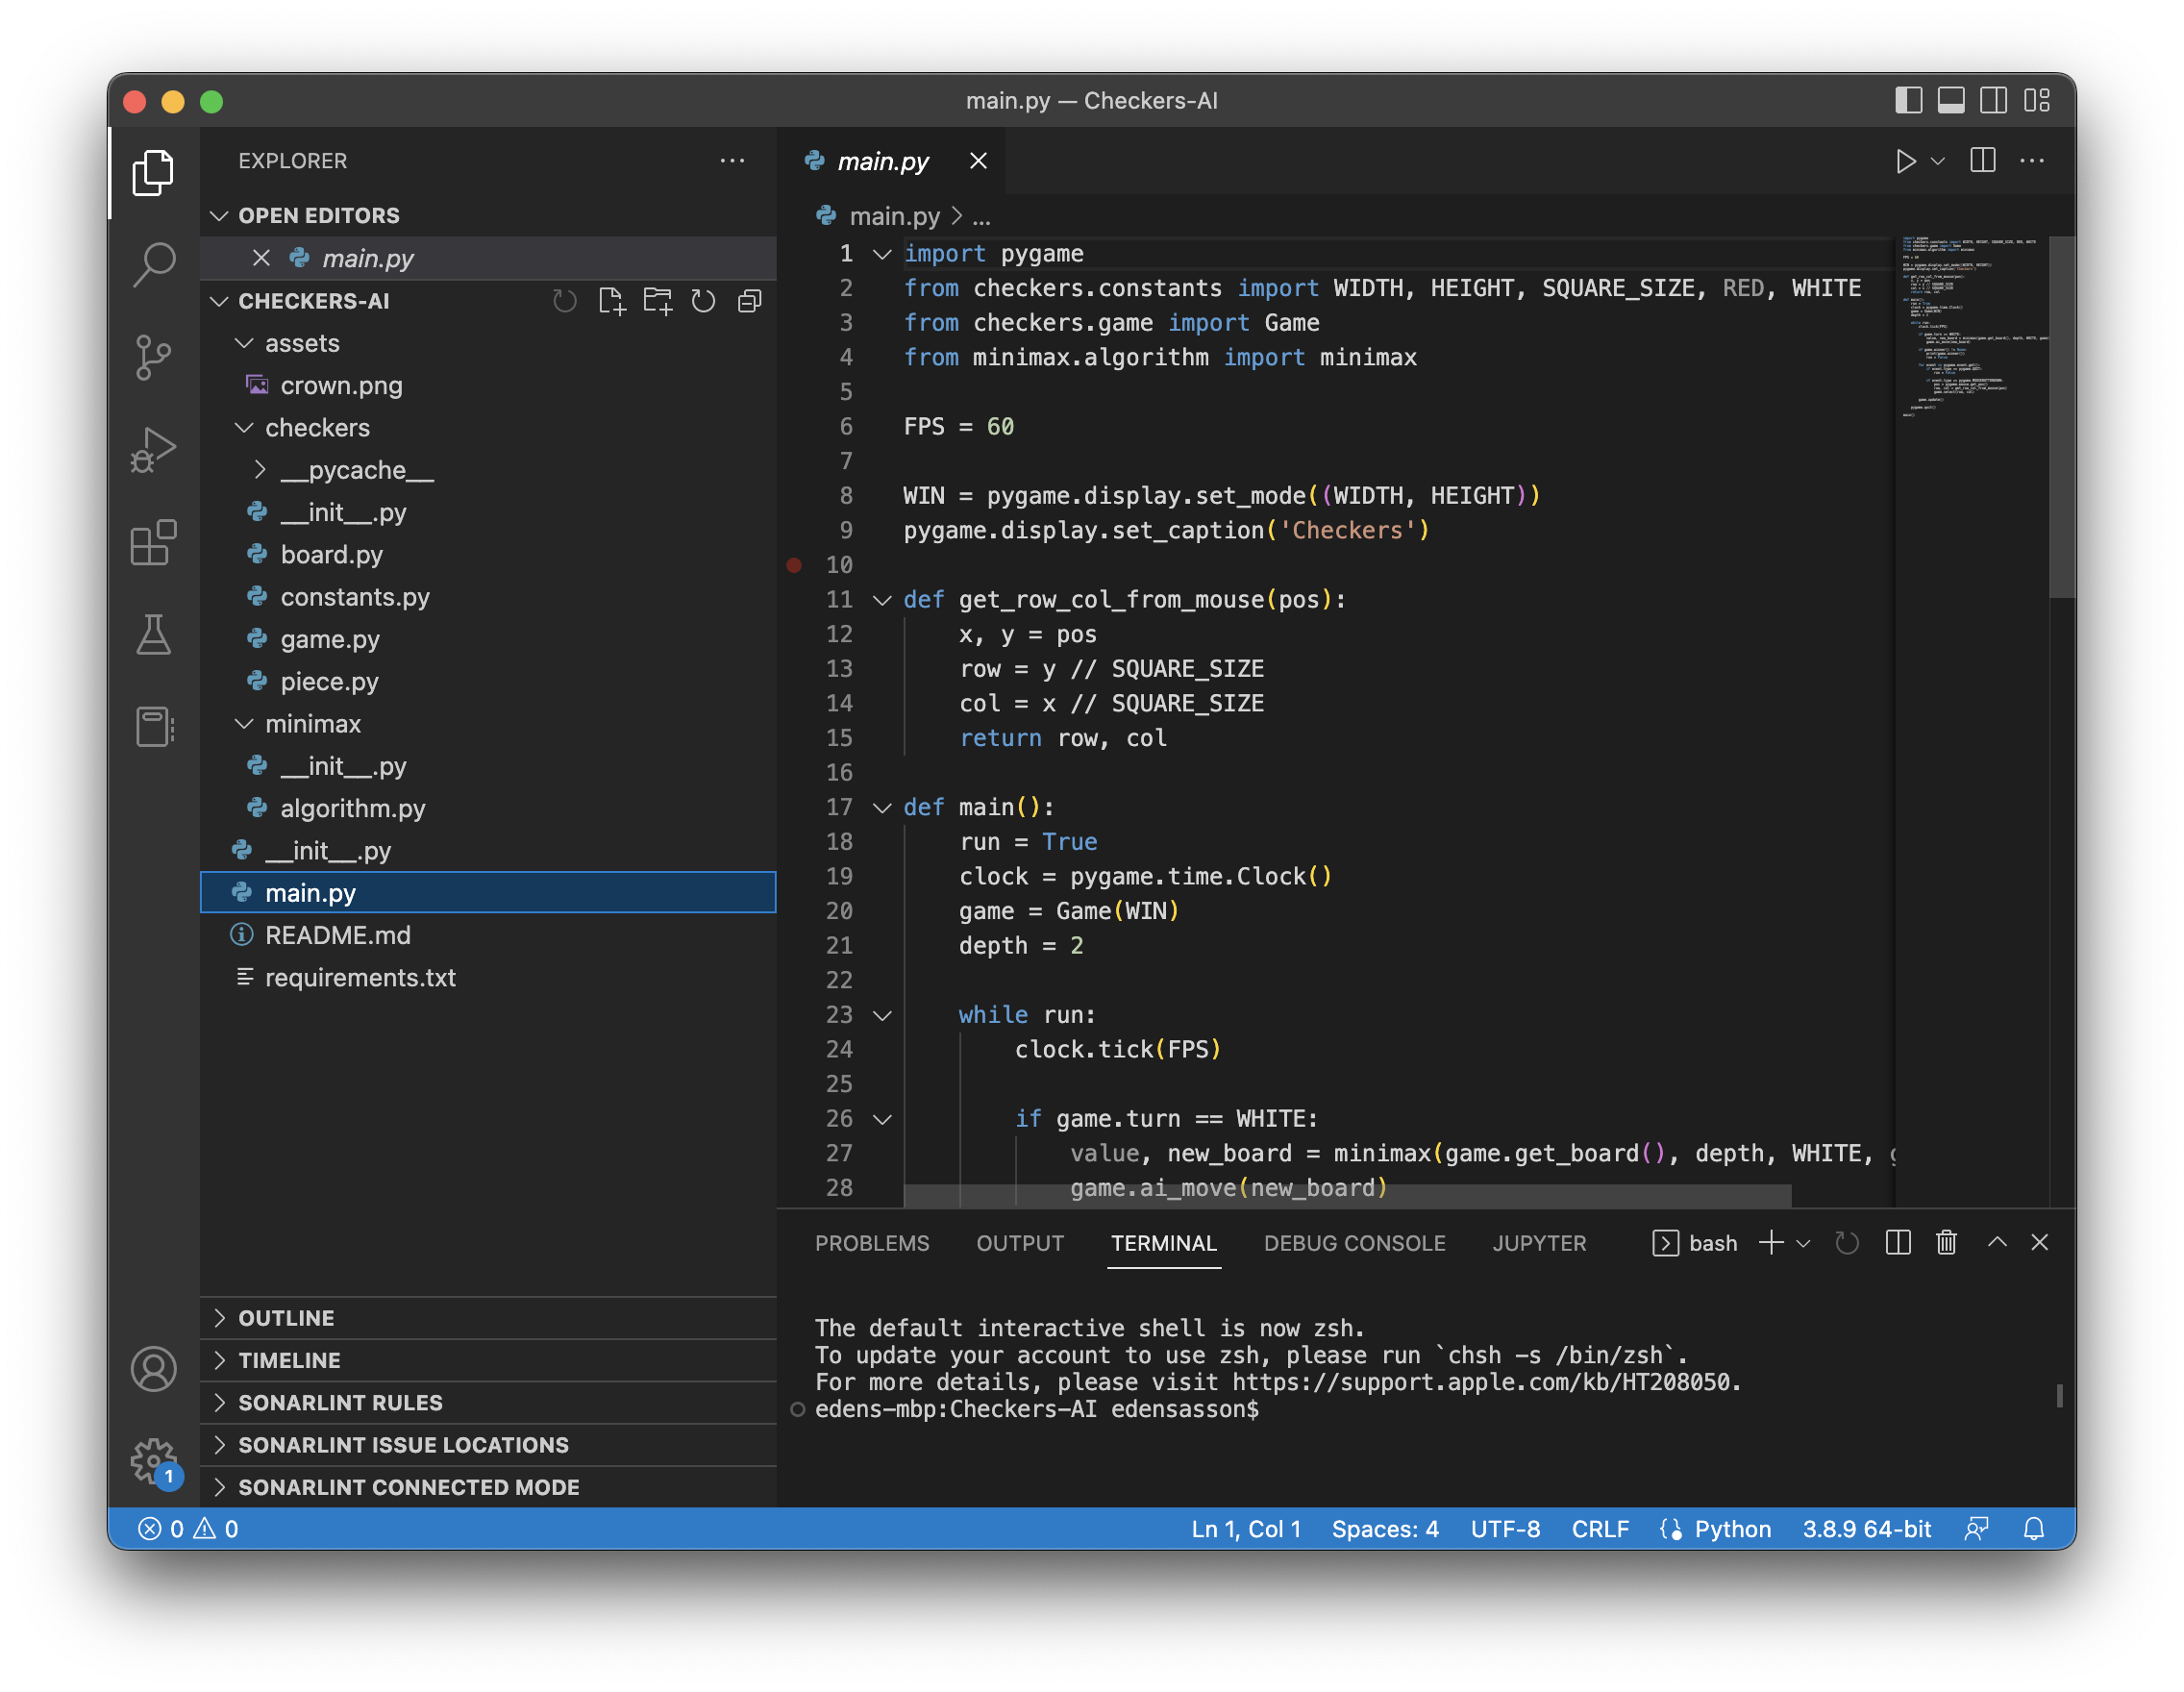 main.py — Checkers-AI
EXPLORER
OPEN EDITORS
main.py
CHECKERS-AI
assets
crown.png
checkers
__pycache__
__init__.py
board.py
constants.py
game.py
piece.py
minimax
__init__.py
algorithm.py
__init__.py
main.py
README.md
requirements.txt
OUTLINE
TIMELINE
SONARLINT RULES
SONARLINT ISSUE LOCATIONS
SONARLINT CONNECTED MODE
1
main.py
main.py > ...
1 import pygame
2 from checkers.constants import WIDTH, HEIGHT, SQUARE_SIZE, RED, WHITE
3 from checkers.game import Game
4 from minimax.algorithm import minimax
5
6 FPS = 60
7
8 WIN = pygame.display.set_mode((WIDTH, HEIGHT))
9 pygame.display.set_caption('Checkers')
10
11 def get_row_col_from_mouse(pos):
12 x, y = pos
13 row = y // SQUARE_SIZE
14 col = x // SQUARE_SIZE
15 return row, col
16
17 def main():
18 run = True
19 clock = pygame.time.Clock()
20 game = Game(WIN)
21 depth = 2
22
23 while run:
24 clock.tick(FPS)
25
26 if game.turn == WHITE:
27 value, new_board = minimax(game.get_board(), depth, WHITE,
28 game.ai_move(new_board)
PROBLEMS OUTPUT TERMINAL DEBUG CONSOLE JUPYTER bash
The default interactive shell is now zsh.
To update your account to use zsh, please run `chsh -s /bin/zsh`.
For more details, please visit https://support.apple.com/kb/HT208050.
edens-mbp:Checkers-AI edensasson$
0 0 Ln 1, Col 1 Spaces: 4 UTF-8 CRLF Python 3.8.9 64-bit